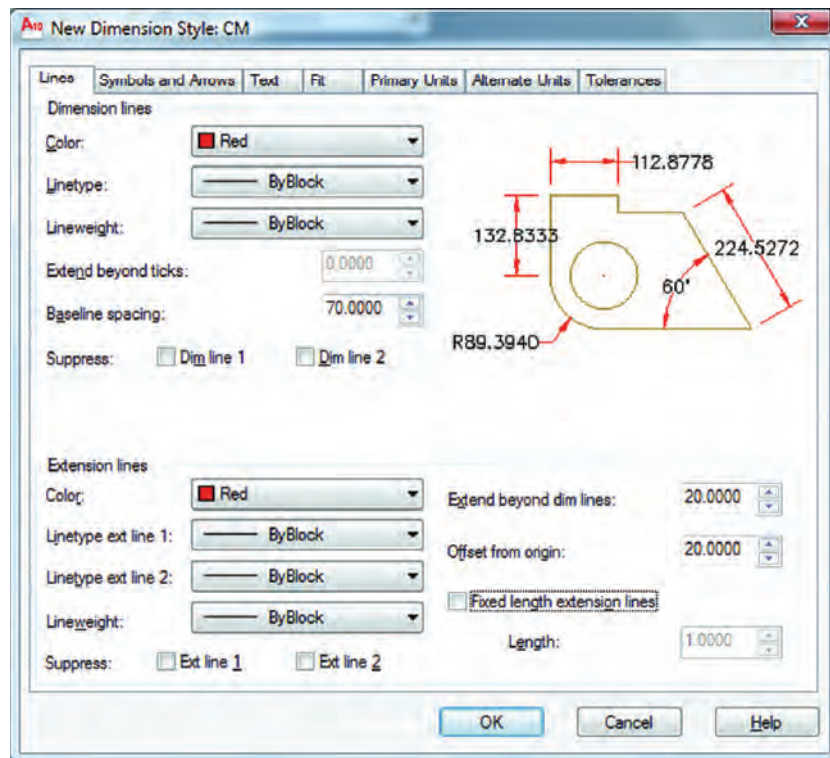 A10 New Dimension Style: CM
Lines Symbols and Arrows Text Fit Primary Units Alternate Units Tolerances
Dimension lines
Color: Red
Linetype: ByBlock
Lineweight: ByBlock
Extend beyond ticks: 0.0000
Baseline spacing: 70.0000
Suppress: Dim line 1 Dim line 2
112.8778
132.8333
224.5272
60°
R89.3940
Extension lines
Color: Red
Linetype ext line 1: ByBlock
Linetype ext line 2: ByBlock
Lineweight: ByBlock
Suppress: Ext line 1 Ext line 2
Extend beyond dim lines: 20.0000
Offset from origin: 20.0000
Fixed length extension lines
Length: 1.0000
OK Cancel Help